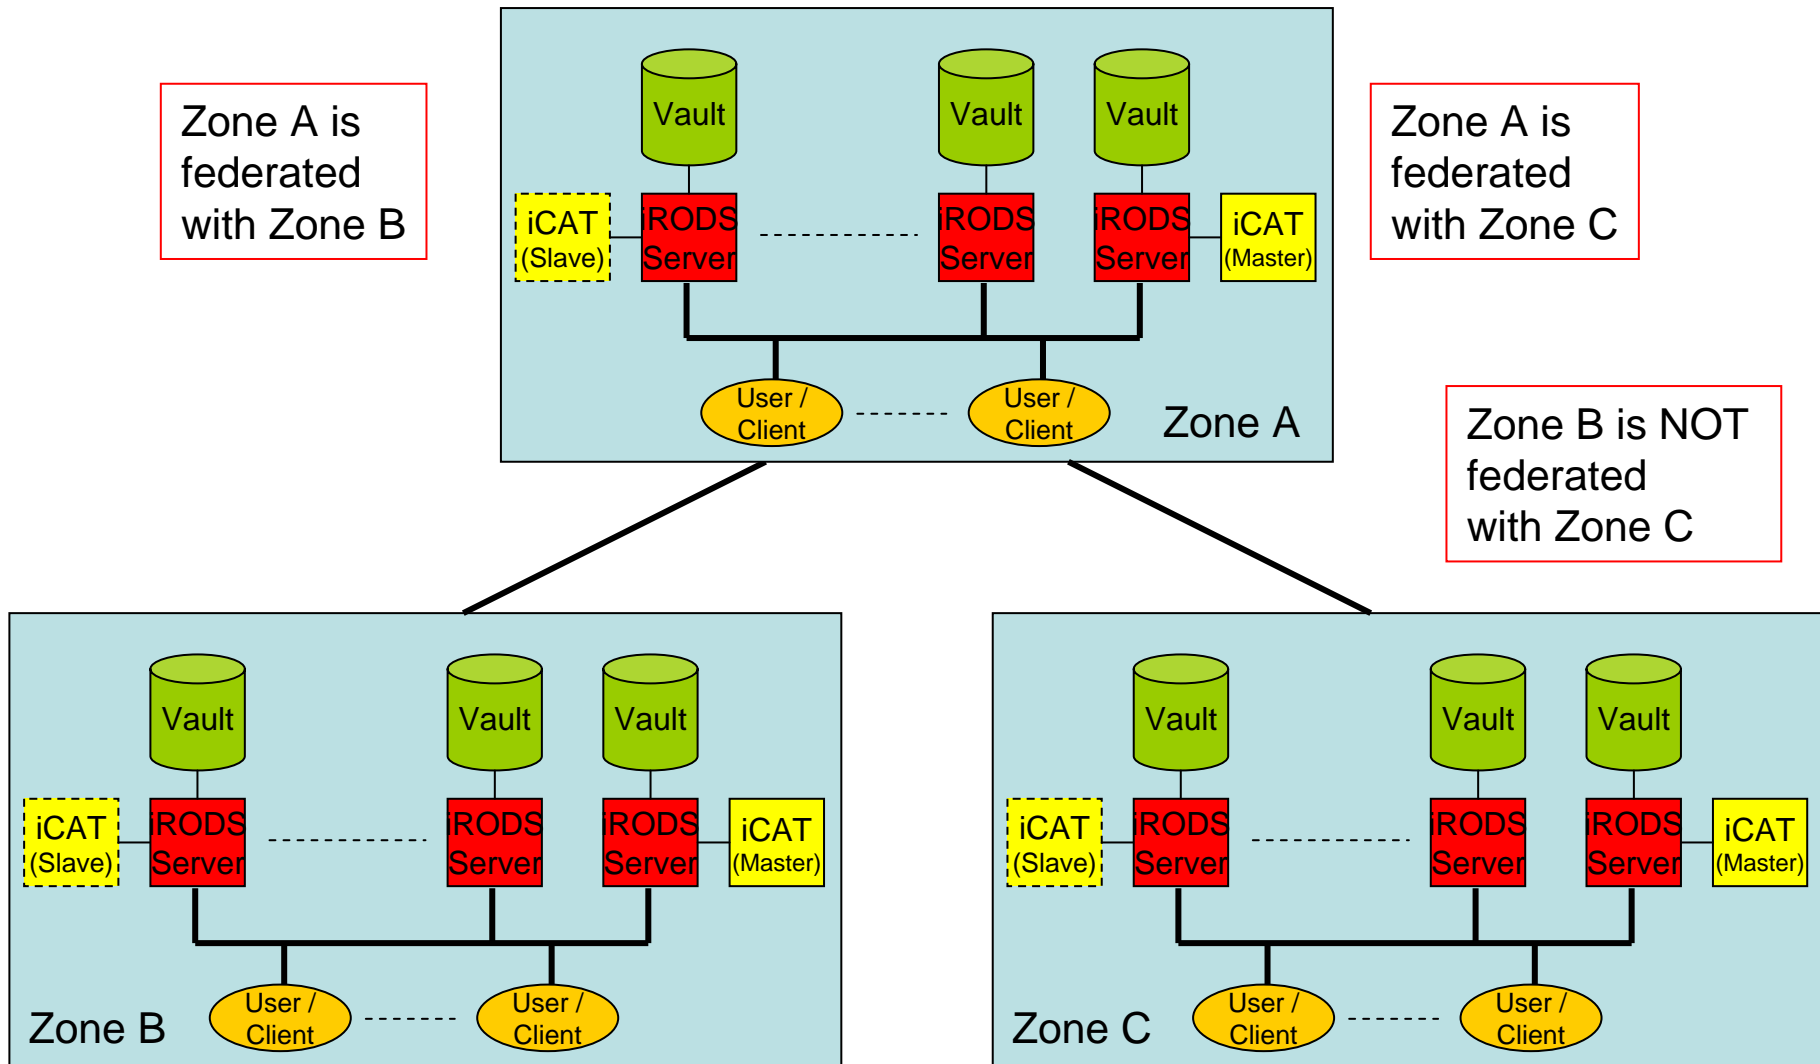 Zone A is
federated
with Zone B
Vault
Vault
Vault
iCAT
(Slave)
iRODS
Server
iRODS
Server
iRODS
Server
iCAT
(Master)
User /
Client
User /
Client
Zone A
Zone A is
federated
with Zone C
Zone B is NOT
federated
with Zone C
Vault
Vault
Vault
iCAT
(Slave)
iRODS
Server
iRODS
Server
iRODS
Server
iCAT
(Master)
User /
Client
User /
Client
Zone B
Vault
Vault
Vault
iCAT
(Slave)
iRODS
Server
iRODS
Server
iRODS
Server
iCAT
(Master)
User /
Client
User /
Client
Zone C